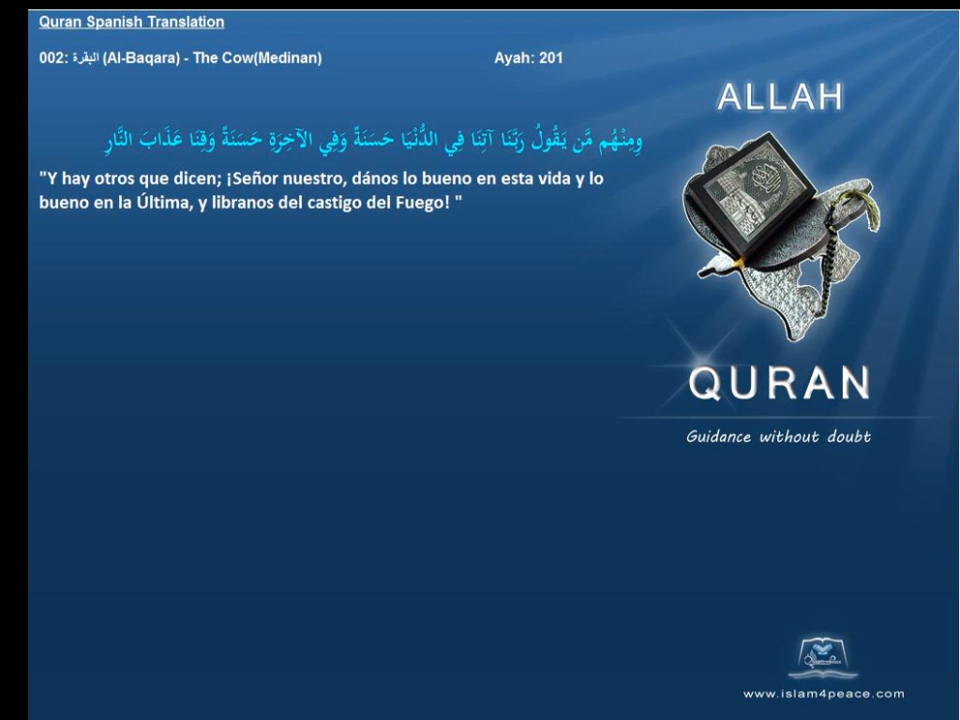 Quran Spanish Translation
002: البقرة (Al-Baqara) - The Cow(Medinan) Ayah: 201
وِمِنْهُم مَّن يَقُولُ رَبَّنَا آتِنَا فِي الدُّنْيَا حَسَنَةً وَفِي الآخِرَةِ حَسَنَةً وَقِنَا عَذَابَ النَّارِ
"Y hay otros que dicen; ¡Señor nuestro, dános lo bueno en esta vida y lo
bueno en la Última, y libranos del castigo del Fuego! "
ALLAH
QURAN
Guidance without doubt
www.islam4peace.com